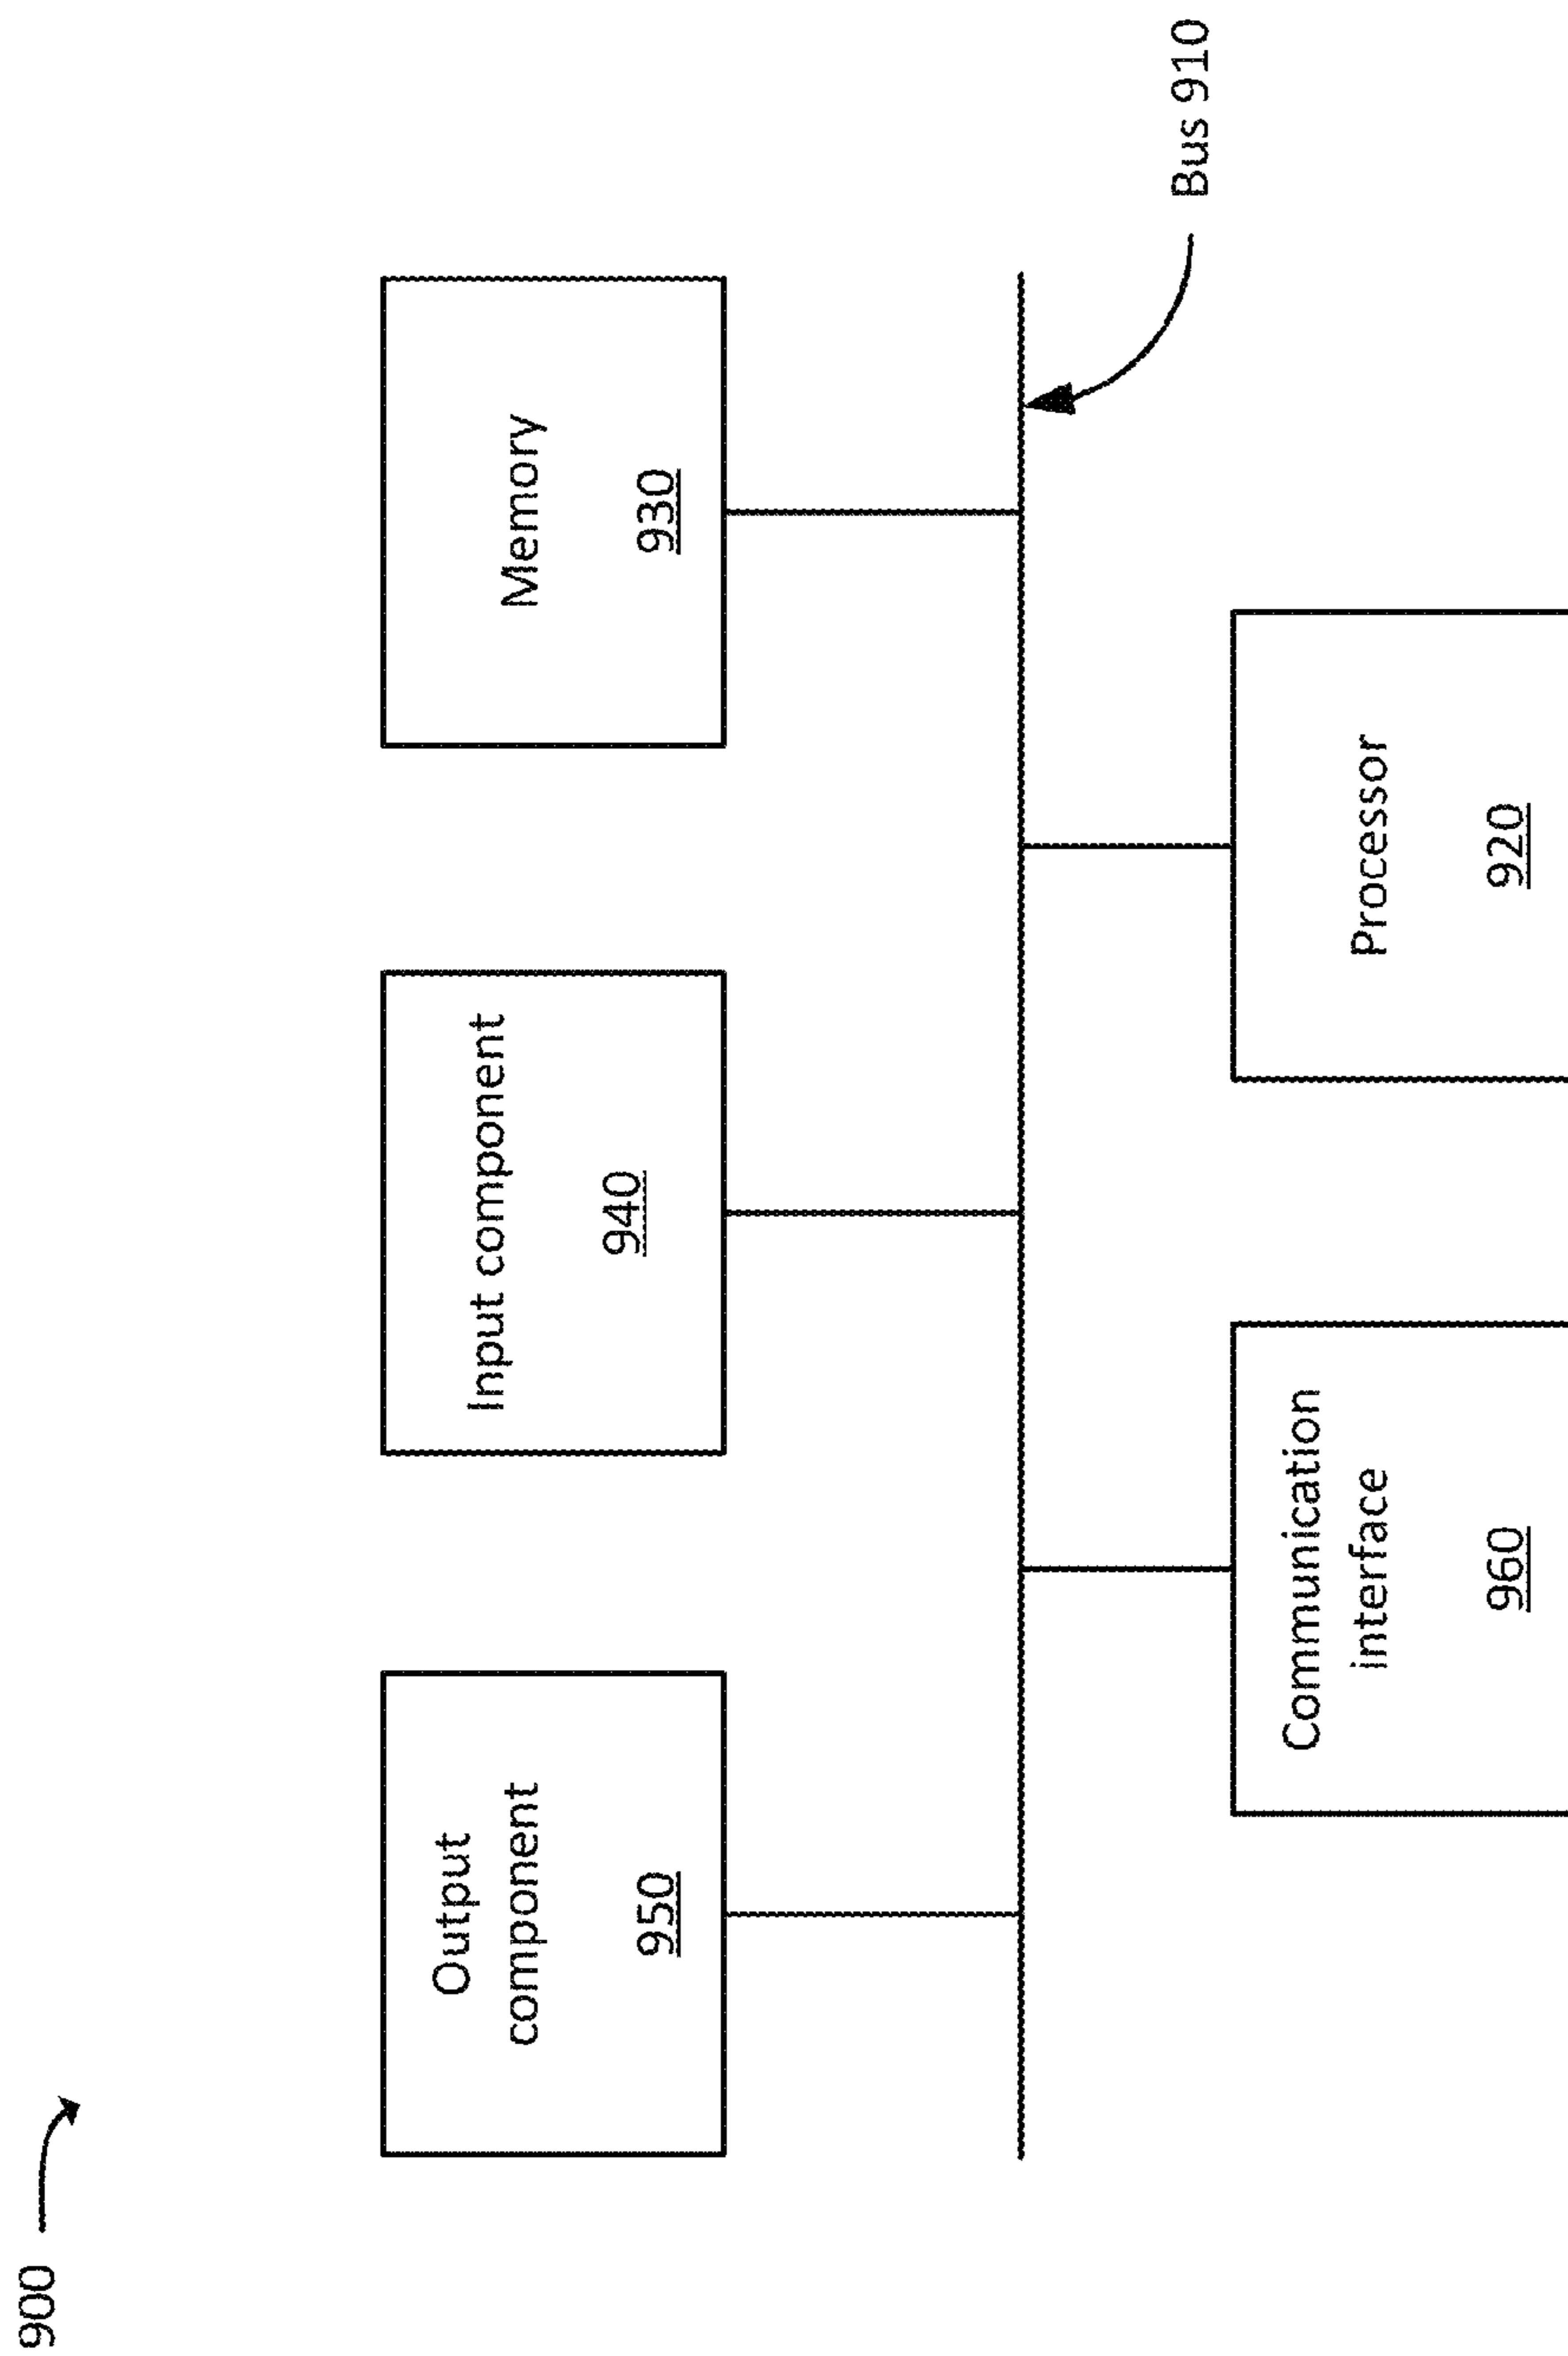 900
Output
component
950
Input component
940
Memory
930
Bus 910
Communication
interface
960
Processor
920